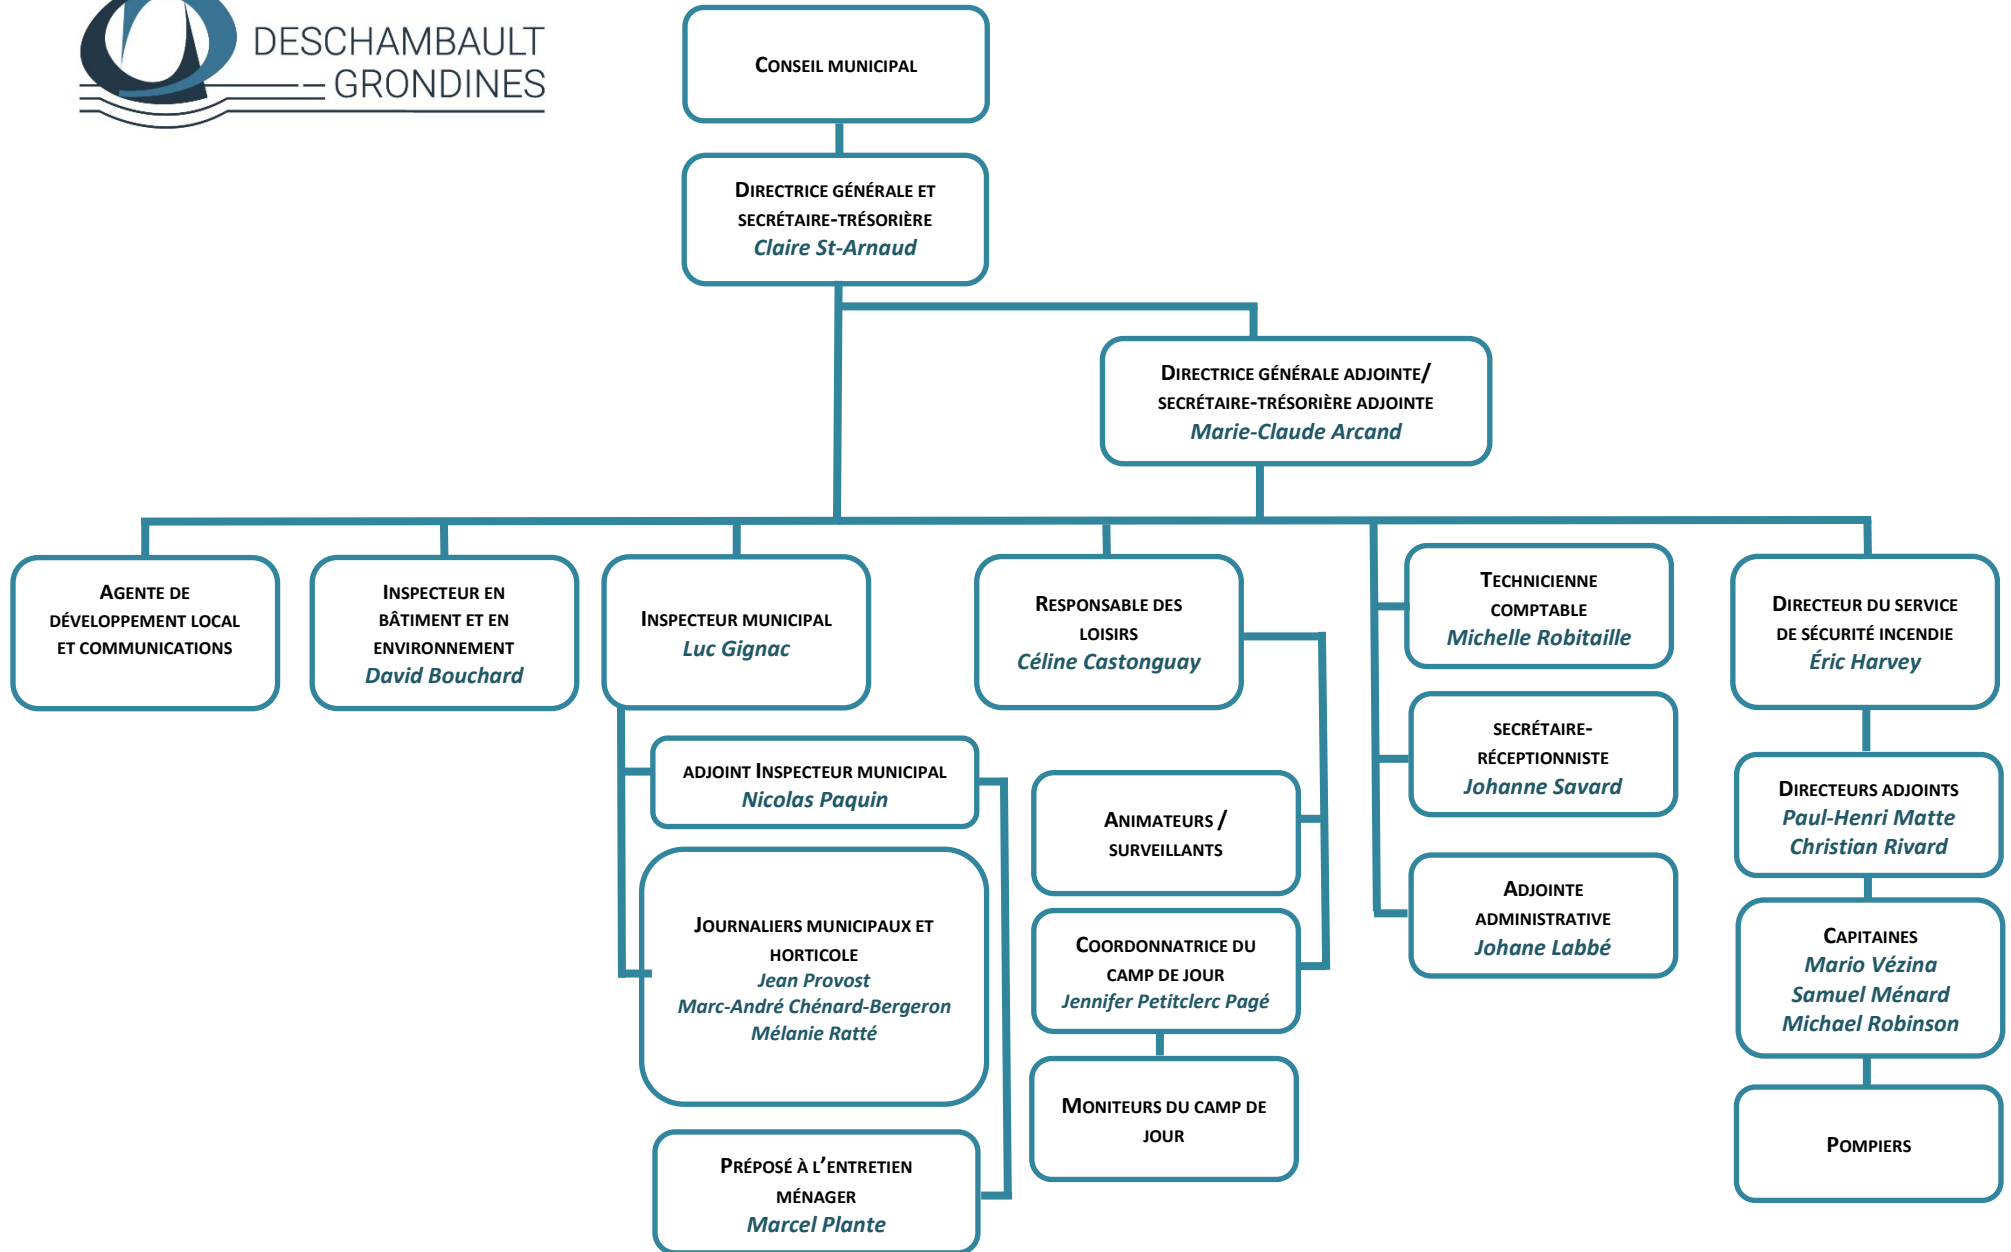 DESCHAMBAULT
GRONDINES
CONSEIL MUNICIPAL
DIRECTRICE GÉNÉRALE ET
SECRÉTAIRE-TRÉSORIÈRE
Claire St-Arnaud
DIRECTRICE GÉNÉRALE ADJOINTE/
SECRÉTAIRE-TRÉSORIÈRE ADJOINTE
Marie-Claude Arcand
AGENTE DE
DÉVELOPPEMENT LOCAL
ET COMMUNICATIONS
INSPECTEUR EN
BÂTIMENT ET EN
ENVIRONNEMENT
David Bouchard
INSPECTEUR MUNICIPAL
Luc Gignac
ADJOINT INSPECTEUR MUNICIPAL
Nicolas Paquin
JOURNALIERS MUNICIPAUX ET
HORTICOLE
Jean Provost
Marc-André Chénard-Bergeron
Mélanie Ratté
PRÉPOSÉ À L'ENTRETIEN
MÉNAGER
Marcel Plante
RESPONSABLE DES
LOISIRS
Céline Castonguay
ANIMATEURS /
SURVEILLANTS
COORDONNATRICE DU
CAMP DE JOUR
Jennifer Petitclerc Pagé
MONITEURS DU CAMP DE
JOUR
TECHNICIENNE
COMPTABLE
Michelle Robitaille
SECRÉTAIRE-
RÉCEPTIONNISTE
Johanne Savard
ADJOINTE
ADMINISTRATIVE
Johane Labbé
DIRECTEUR DU SERVICE
DE SÉCURITÉ INCENDIE
Éric Harvey
DIRECTEURS ADJOINTS
Paul-Henri Matte
Christian Rivard
CAPITAINES
Mario Vézina
Samuel Ménard
Michael Robinson
POMPIERS